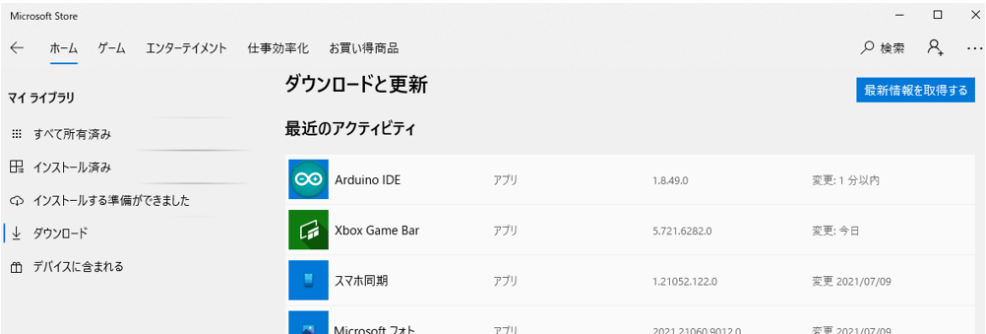 Microsoft Store
ホーム ゲーム エンターテイメント 仕事効率化 お買い得商品 検索
マイ ライブラリ
すべて所有済み
インストール済み
インストールする準備ができました
ダウンロード
デバイスに含まれる
ダウンロードと更新 最新情報を取得する
最近のアクティビティ
Arduino IDE アプリ 1.8.49.0 変更: 1 分以内
Xbox Game Bar アプリ 5.721.6282.0 変更: 今日
スマホ同期 アプリ 1.21052.122.0 変更 2021/07/09
Microsoft フォト アプリ 2021.21060.9012.0 変更 2021/07/09